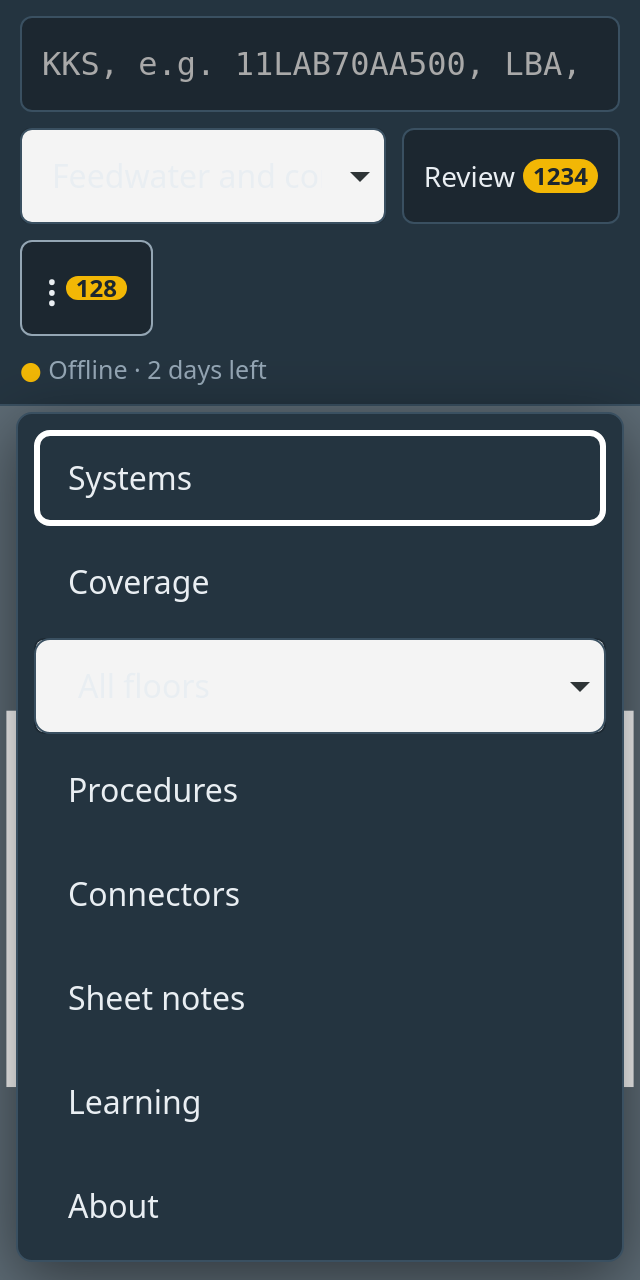 KKS, e.g. 11LAB70AA500, LBA,
Feedwater and co
Review 1234
128
Offline · 2 days left
Systems
Coverage
All floors
Procedures
Connectors
Sheet notes
Learning
About